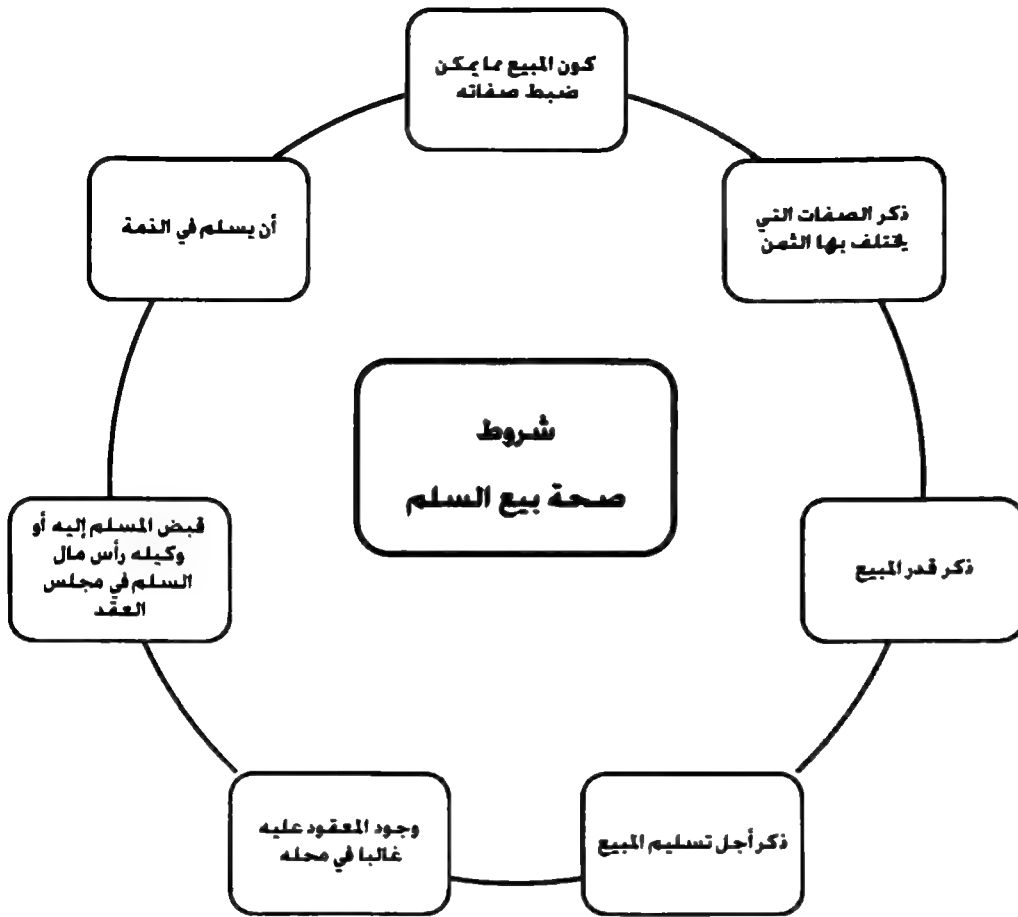 كون المبيع مما يمكن
ضبط صفاته
ذكر الصفات التي
يختلف بها الثمن
ذكر قدر المبيع
ذكر أجل تسليم المبيع
وجود المعقود عليه
غالبا في محله
قبض المسلم إليه أو
وكيله رأس مال
السلم في مجلس
العقد
أن يسلم في الذمة
شروط
صحة بيع السلم